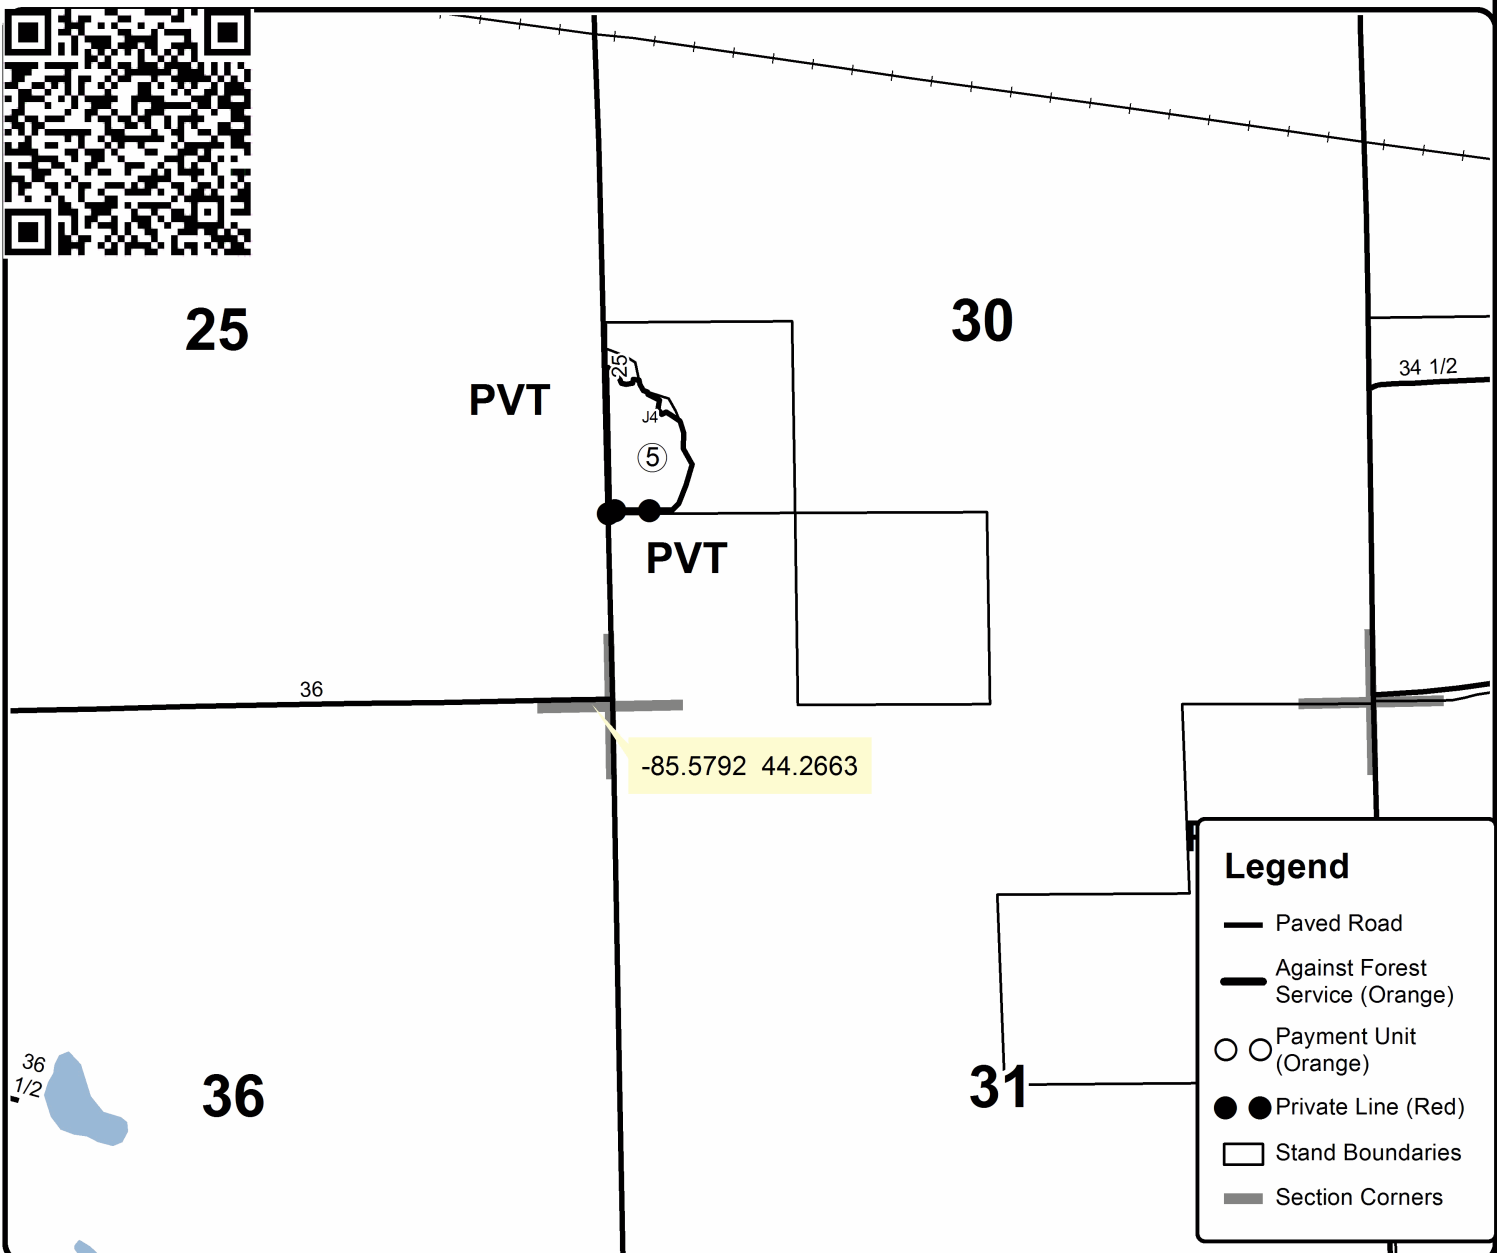 25
30
34 1/2
25
PVT
J4
5
PVT
36
-85.5792 44.2663
36
1/2
36
31
Legend
Paved Road
Against Forest
Service (Orange)
Payment Unit
(Orange)
Private Line (Red)
Stand Boundaries
Section Corners